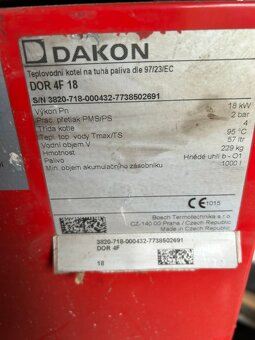 DAKON
Teplovodní kotel na tuhá paliva dle 97/23/EC
DOR 4F 18
S/N 3820-718-000432-7738502691
Výkon Pn 18 kW
Prac. přetlak PMS/PS 2 bar
Třída kotle 4
Tepl. top. vody Tmax/TS 95 °C
Vodní objem V 57 ltr
Hmotnost 229 kg
Palivo Hnědé uhlí b - O1
Min. objem akumulačního zásobníku 1000 l
CE 1015
Bosch Termotechnika s.r.o.
CZ-140 00 Praha / Czech Republic
Made in Czech Republic
3820-718-000432-7738502691
DOR 4F
18